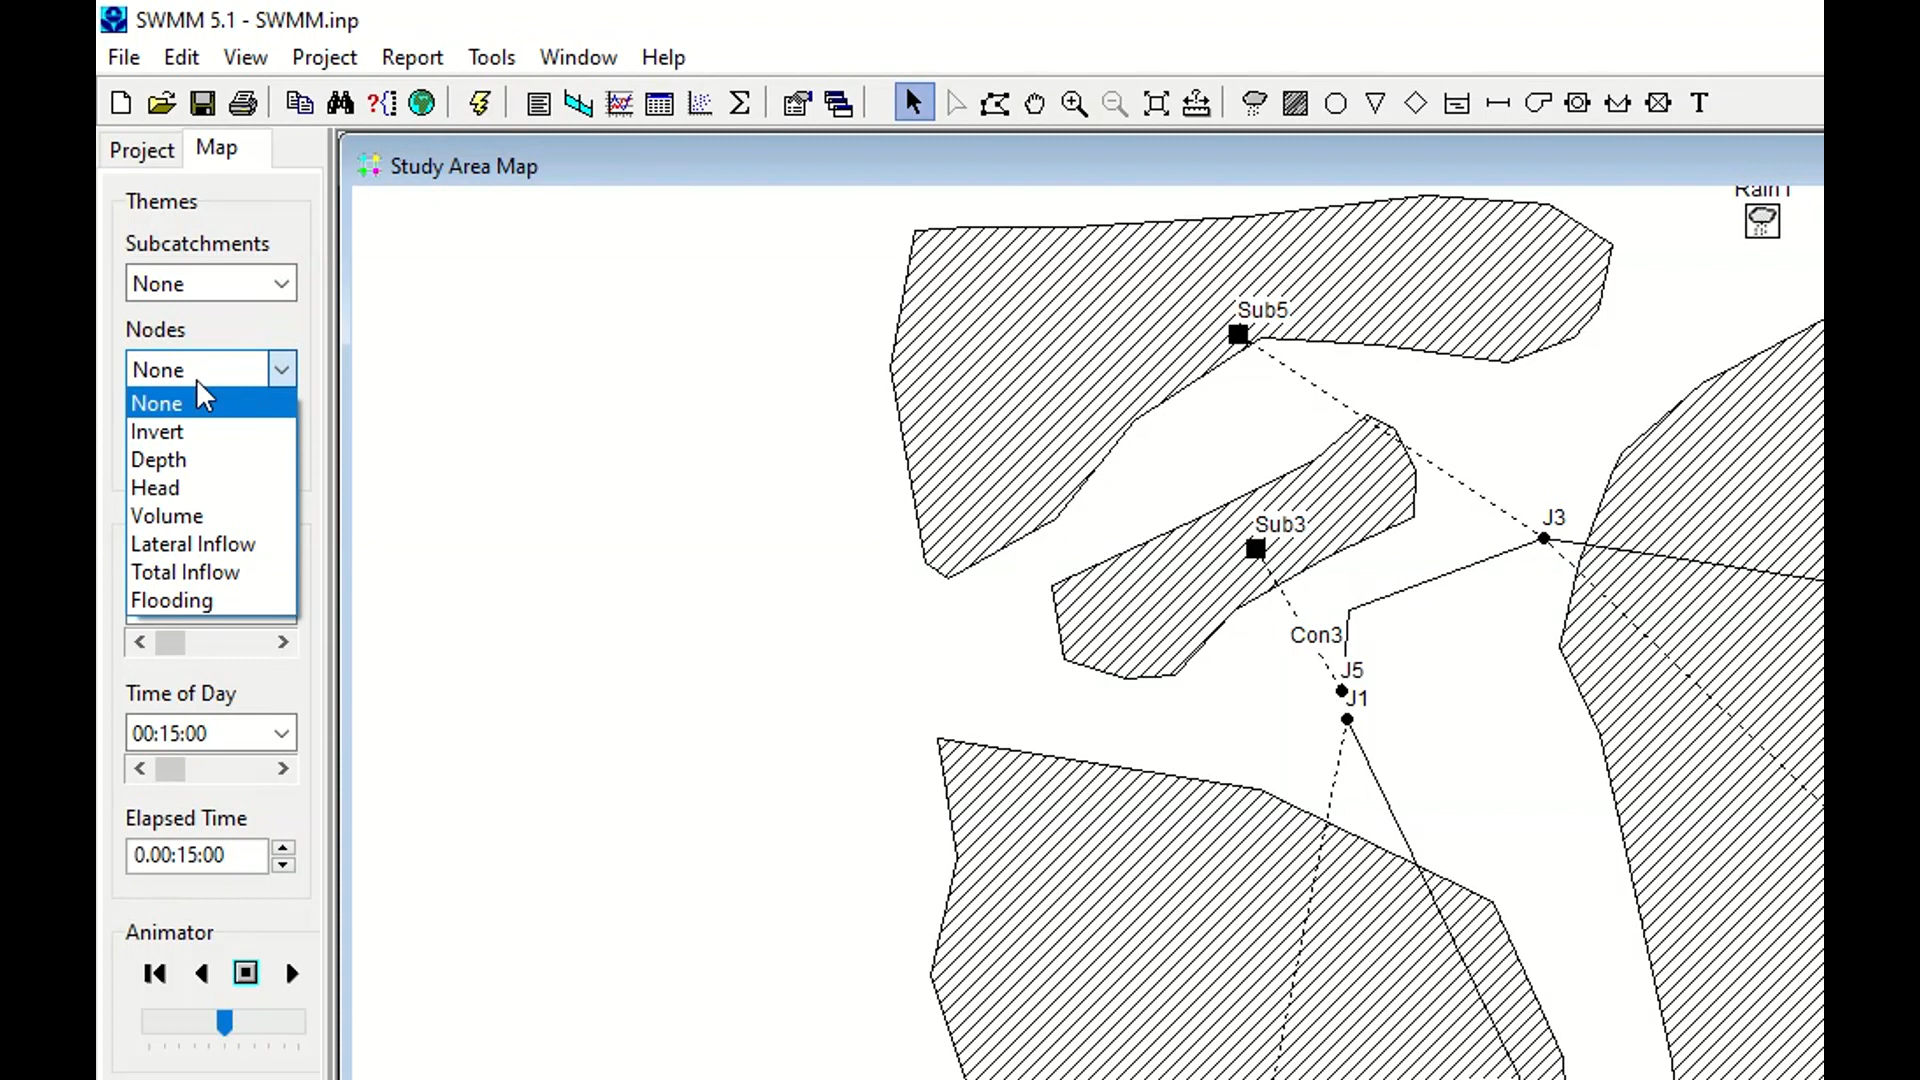 SWMM 5.1 - SWMM.inp
File Edit View Project Report Tools Window Help
T
Project Map
Study Area Map
Themes
Subcatchments
None
Nodes
None
None
Invert
Depth
Head
Volume
Lateral Inflow
Total Inflow
Flooding
Time of Day
00:15:00
Elapsed Time
0.00:15:00
Animator
Rain1
Sub5
Sub3
J3
Con3
J5
J1